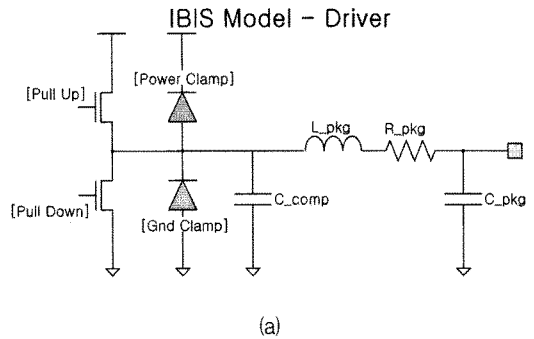 IBIS Model - Driver
[Power Clamp]
[Pull Up]
L_pkg
R_pkg
C_comp
C_pkg
[Pull Down]
[Gnd Clamp]
(a)